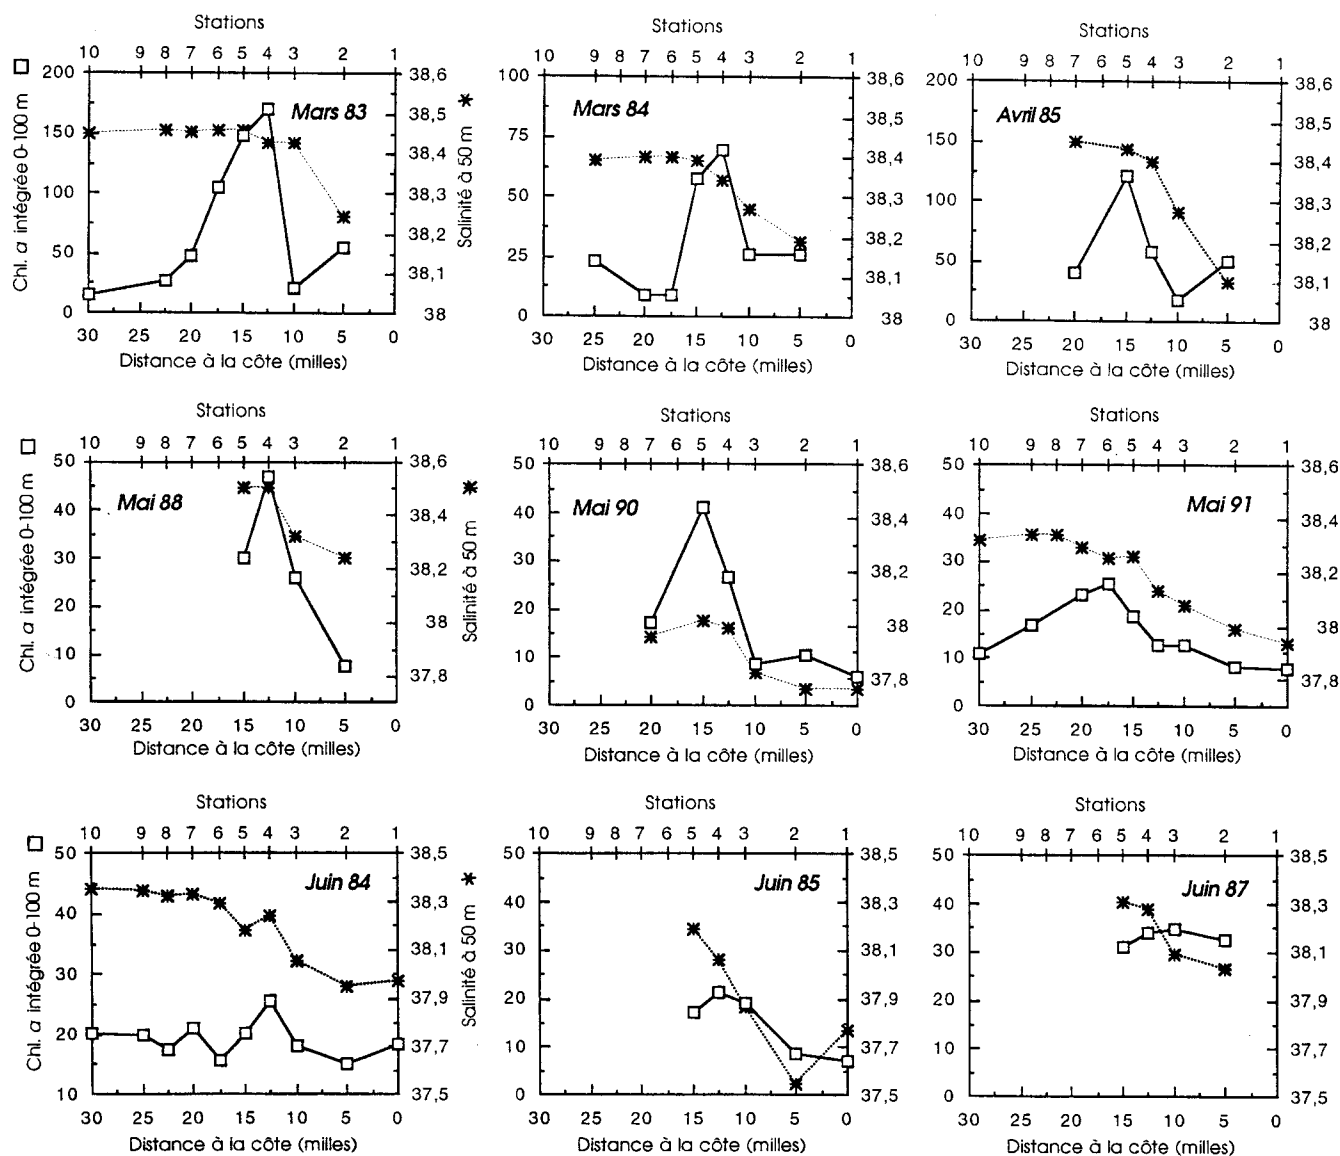 Stations
10 9 8 7 6 5 4 3 2 1
200
150
100
50
0
38,6
38,5
38,4
38,3
38,2
38,1
38
Mars 83
Chl. a intégrée 0-100 m
Salinité à 50 m
30 25 20 15 10 5 0
Distance à la côte (milles)
Stations
10 9 8 7 6 5 4 3 2 1
100
75
50
25
0
38,6
38,5
38,4
38,3
38,2
38,1
38
Mars 84
30 25 20 15 10 5 0
Distance à la côte (milles)
Stations
10 9 8 7 6 5 4 3 2 1
200
150
100
50
0
38,6
38,5
38,4
38,3
38,2
38,1
38
Avril 85
30 25 20 15 10 5 0
Distance à la côte (milles)
Stations
10 9 8 7 6 5 4 3 2 1
50
40
30
20
10
0
38,6
38,4
38,2
38
37,8
Mai 88
Chl. a intégrée 0-100 m
Salinité à 50 m
30 25 20 15 10 5 0
Distance à la côte (milles)
Stations
10 9 8 7 6 5 4 3 2 1
50
40
30
20
10
0
38,6
38,4
38,2
38
37,8
Mai 90
30 25 20 15 10 5 0
Distance à la côte (milles)
Stations
10 9 8 7 6 5 4 3 2 1
50
40
30
20
10
0
38,6
38,4
38,2
38
37,8
Mai 91
30 25 20 15 10 5 0
Distance à la côte (milles)
Stations
10 9 8 7 6 5 4 3 2 1
50
40
30
20
10
38,5
38,3
38,1
37,9
37,7
37,5
Juin 84
Chl. a intégrée 0-100 m
Salinité à 50 m
30 25 20 15 10 5 0
Distance à la côte (milles)
Stations
10 9 8 7 6 5 4 3 2 1
50
40
30
20
10
0
38,5
38,3
38,1
37,9
37,7
37,5
Juin 85
30 25 20 15 10 5 0
Distance à la côte (milles)
Stations
10 9 8 7 6 5 4 3 2 1
50
40
30
20
10
0
38,5
38,3
38,1
37,9
37,7
37,5
Juin 87
30 25 20 15 10 5 0
Distance à la côte (milles)